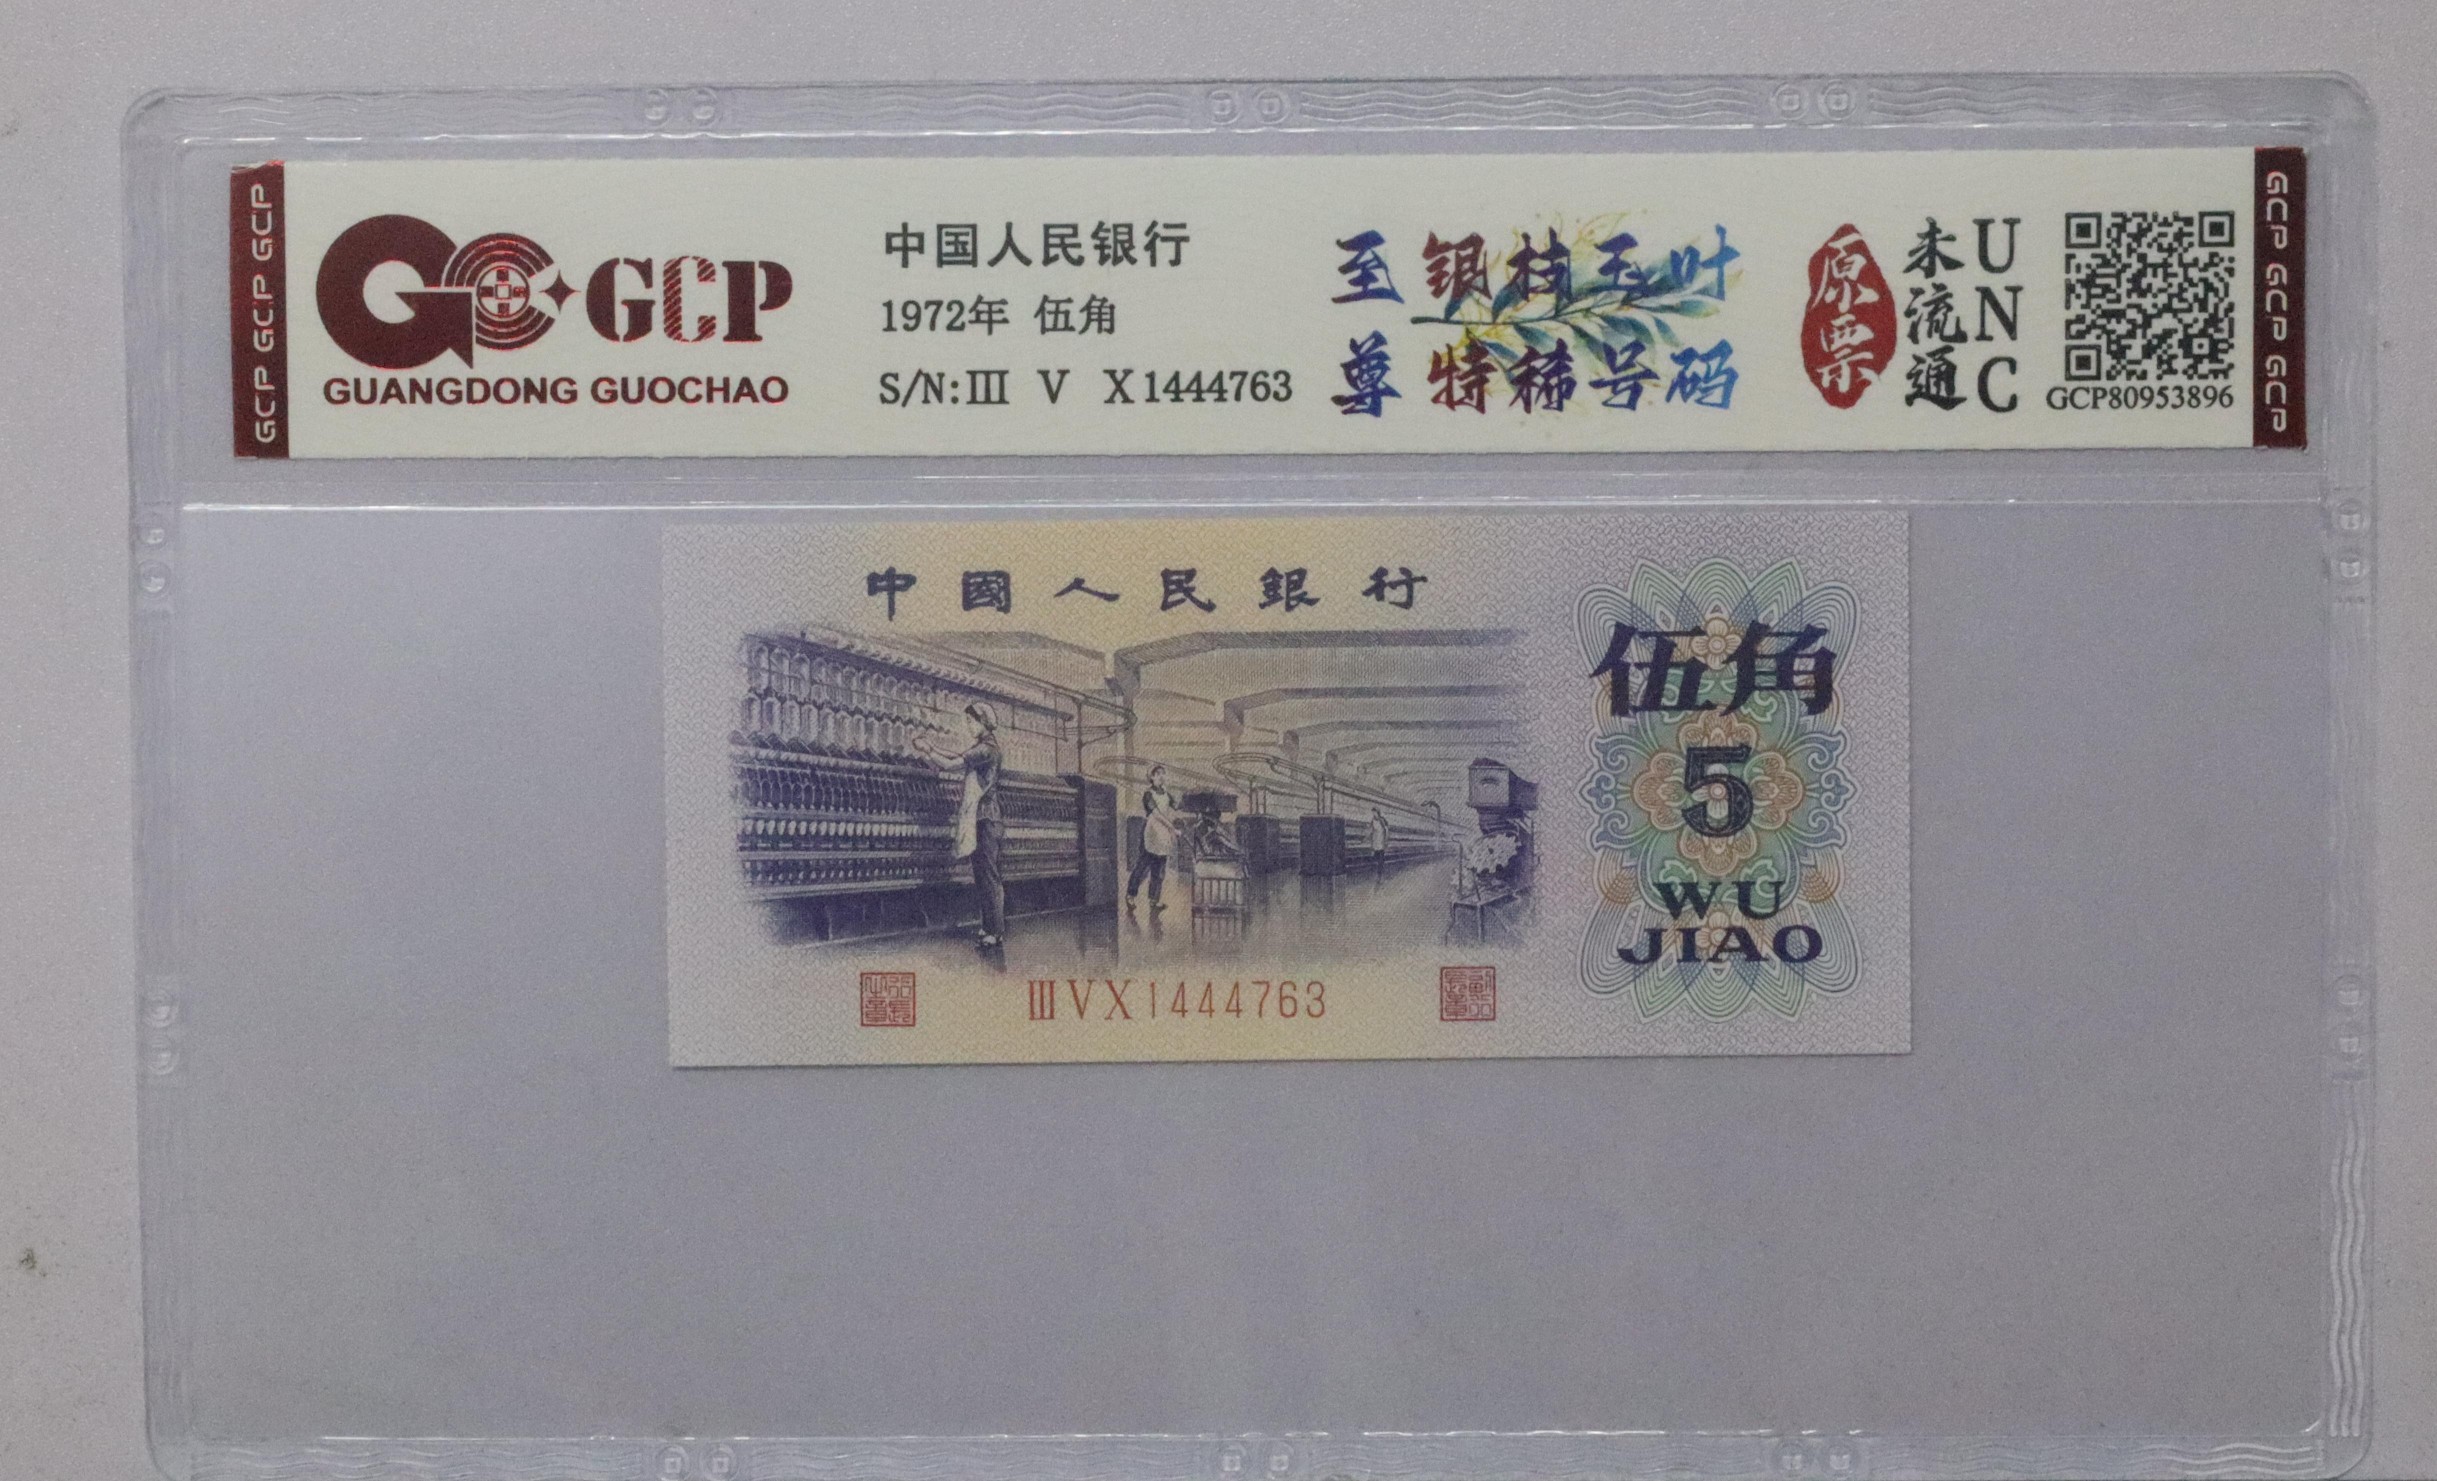 GCP GCP GCP
GCP
GUANGDONG GUOCHAO
中国人民银行
1972年 伍角
S/N:Ⅲ V X1444763
至尊
银枝玉叶
特稀号码
原票
未流通
UNC
GCP80953896
GCP GCP GCP
中國人民銀行
伍角
5
WU
JIAO
ⅢVX1444763